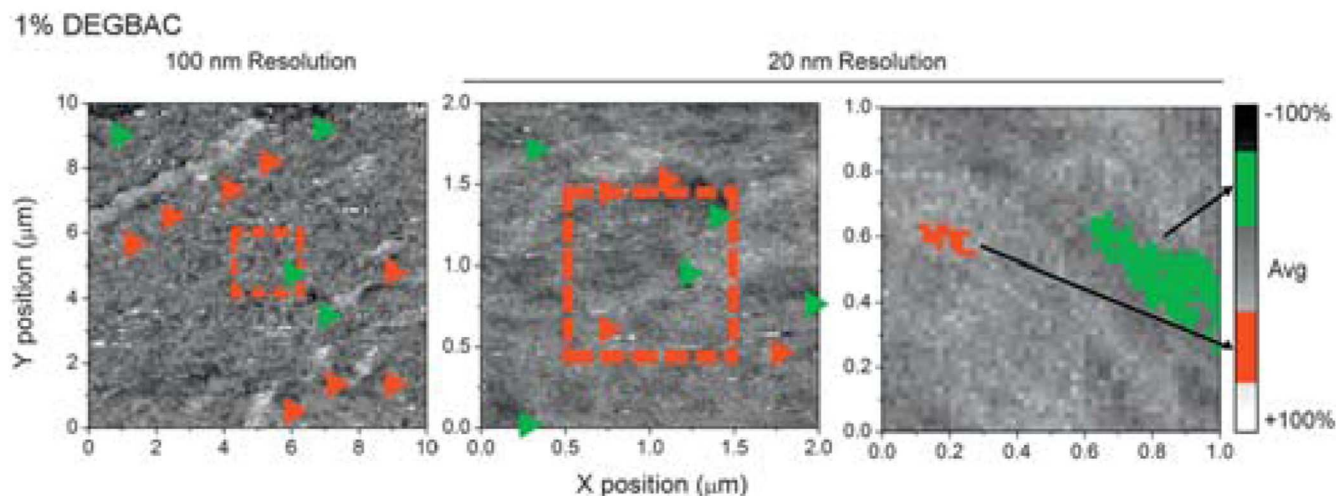 1% DEGBAC
100 nm Resolution
20 nm Resolution
Y position (μm)
10
8
6
4
2
0
0 2 4 6 8 10
2.0
1.5
1.0
0.5
0.0
0.0 0.5 1.0 1.5 2.0
1.0
0.8
0.6
0.4
0.2
0.0
0.0 0.2 0.4 0.6 0.8 1.0
-100%
Avg
+100%
X position (μm)